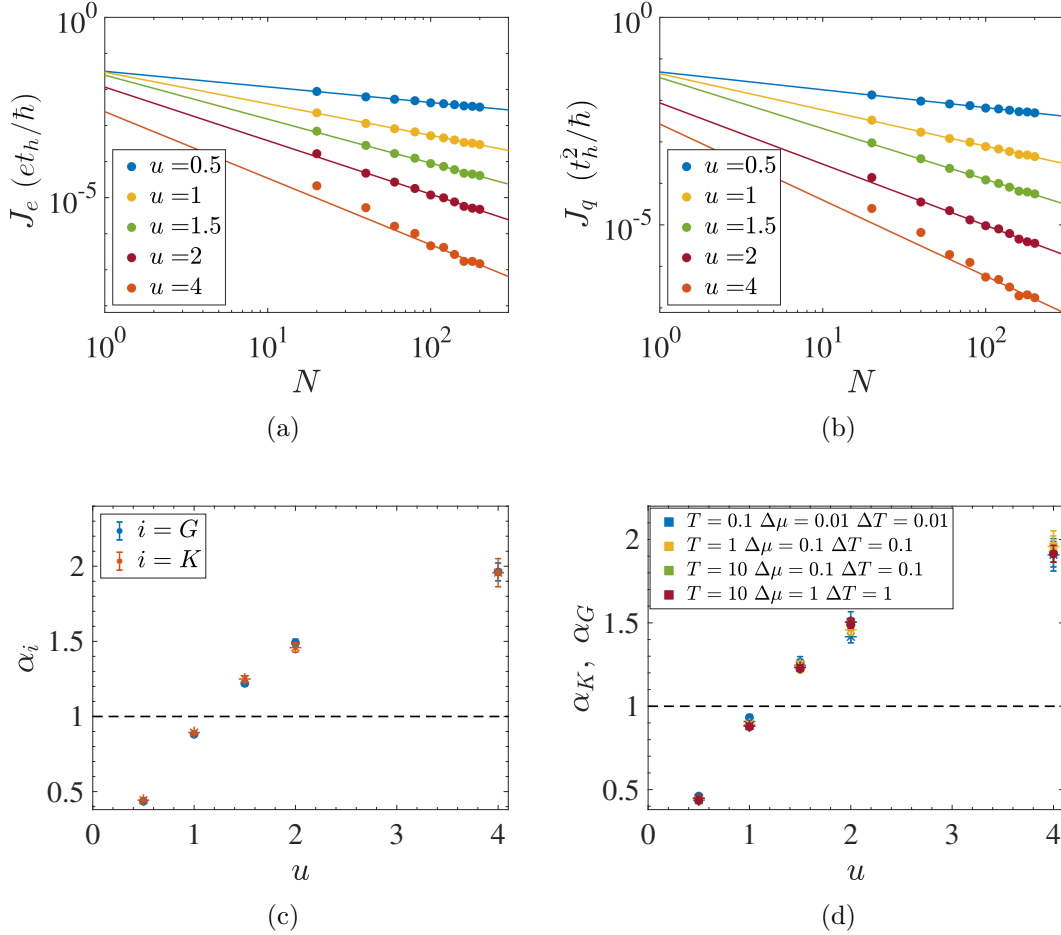 10^0
J_e (et_h/ℏ)
10^{-5}
u = 0.5
u = 1
u = 1.5
u = 2
u = 4
10^0 10^1 10^2
N
(a)
10^0
J_q (t_h^2/ℏ)
10^{-5}
u = 0.5
u = 1
u = 1.5
u = 2
u = 4
10^0 10^1 10^2
N
(b)
i = G
i = K
2
1.5
α_i
1
0.5
0 1 2 3 4
u
(c)
T = 0.1 Δμ = 0.01 ΔT = 0.01
T = 1 Δμ = 0.1 ΔT = 0.1
T = 10 Δμ = 0.1 ΔT = 0.1
T = 10 Δμ = 1 ΔT = 1
2
1.5
α_K, α_G
1
0.5
0 1 2 3 4
u
(d)